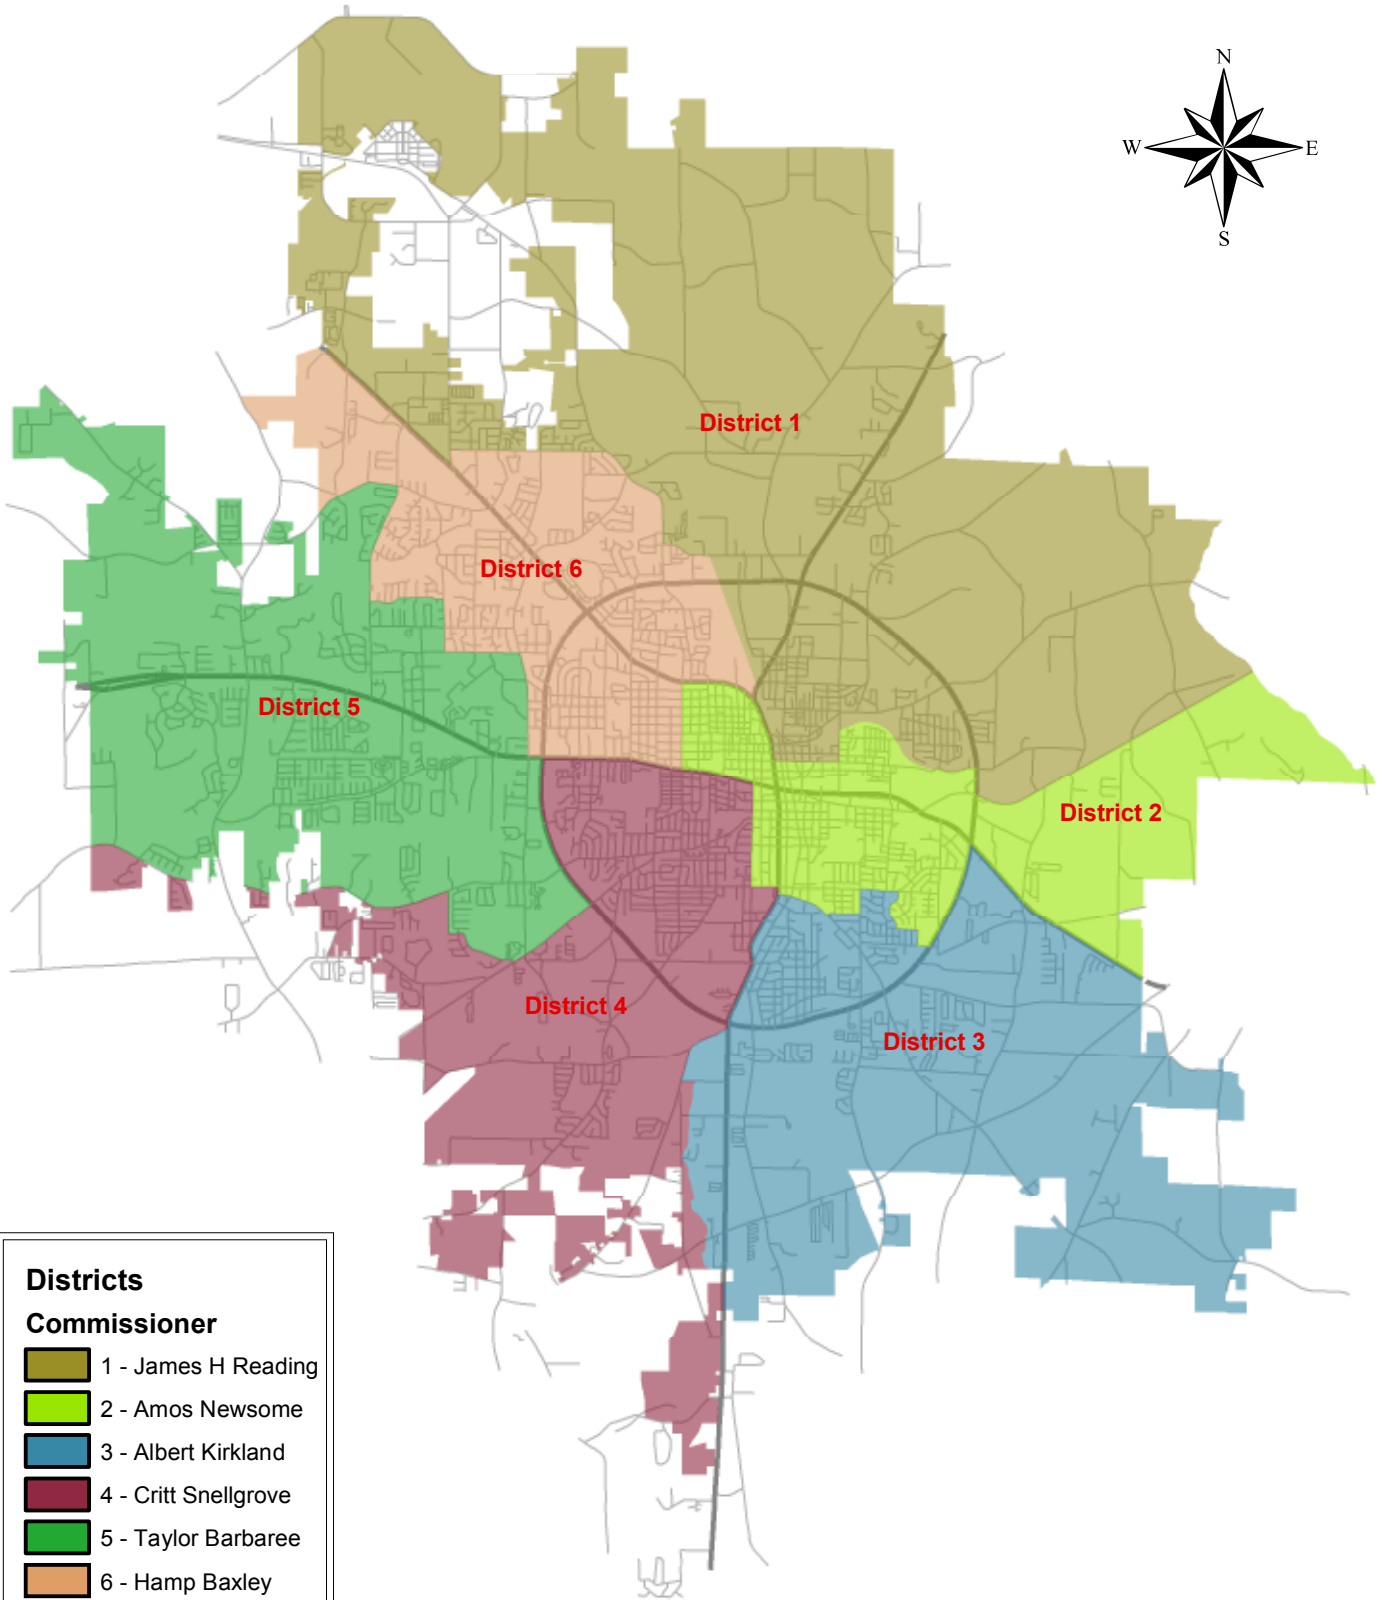 N
W E
S
District 1
District 6
District 5
District 2
District 4
District 3
Districts
Commissioner
1 - James H Reading
2 - Amos Newsome
3 - Albert Kirkland
4 - Critt Snellgrove
5 - Taylor Barbaree
6 - Hamp Baxley